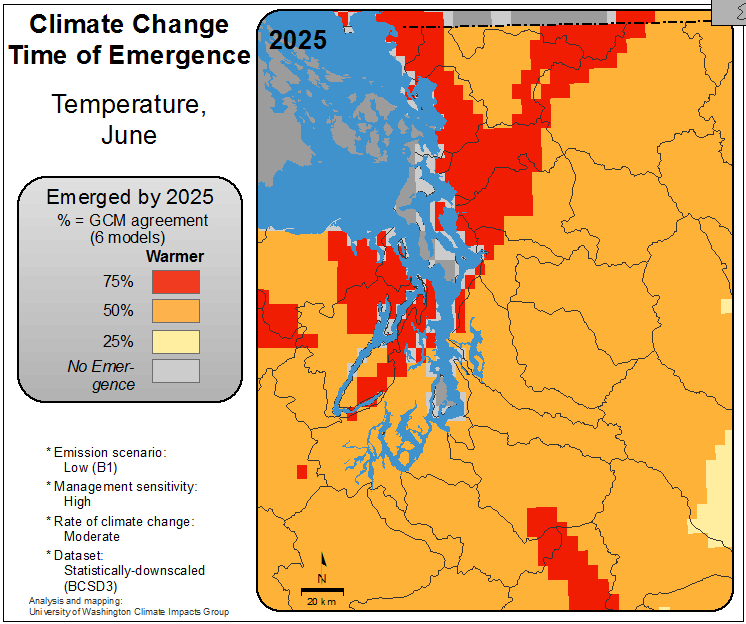 Climate Change
Time of Emergence
Temperature,
June
Emerged by 2025
% = GCM agreement
(6 models)
Warmer
75%
50%
25%
No Emer-
gence
* Emission scenario:
Low (B1)
* Management sensitivity:
High
* Rate of climate change:
Moderate
* Dataset:
Statistically-downscaled
(BCSD3)
Analysis and mapping:
University of Washington Climate Impacts Group
2025
N
20 km